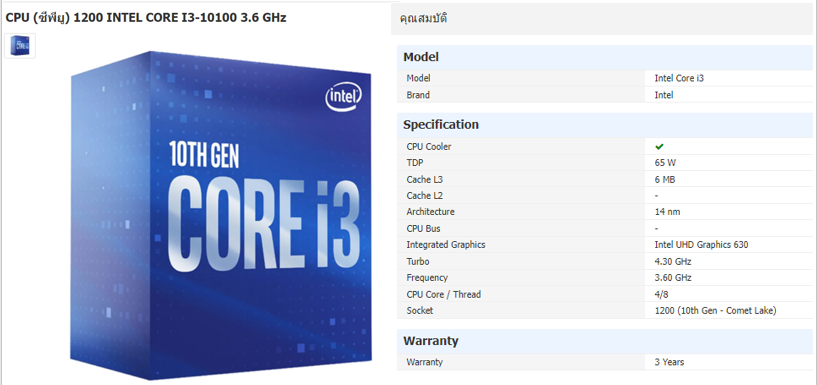 CPU (ซีพียู) 1200 INTEL CORE I3-10100 3.6 GHz
intel
10TH GEN
CORE i3
คุณสมบัติ
Model
Model Intel Core i3
Brand Intel
Specification
CPU Cooler ✔
TDP 65 W
Cache L3 6 MB
Cache L2 -
Architecture 14 nm
CPU Bus -
Integrated Graphics Intel UHD Graphics 630
Turbo 4.30 GHz
Frequency 3.60 GHz
CPU Core / Thread 4/8
Socket 1200 (10th Gen - Comet Lake)
Warranty
Warranty 3 Years